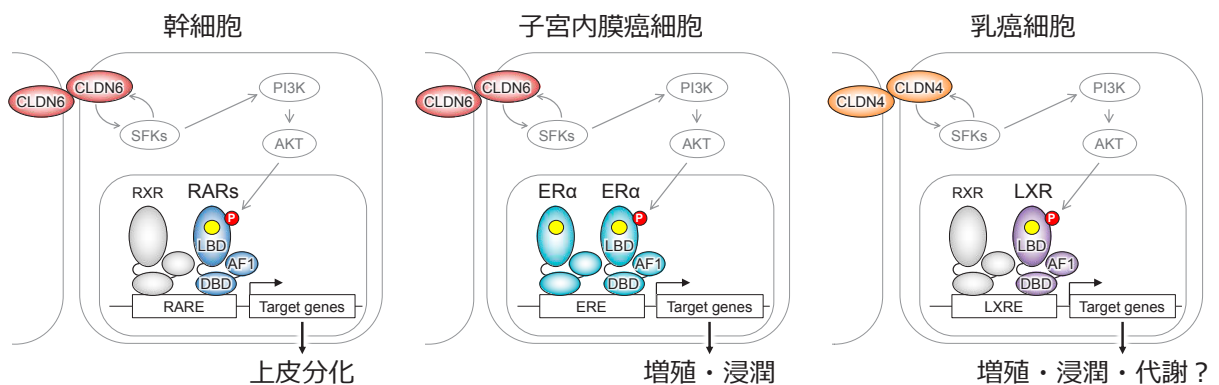 幹細胞
CLDN6
CLDN6
SFKs
PI3K
AKT
RXR
RARs
P
LBD
AF1
DBD
RARE
Target genes
上皮分化
子宮内膜癌細胞
CLDN6
CLDN6
SFKs
PI3K
AKT
ERα
ERα
P
LBD
AF1
DBD
ERE
Target genes
増殖・浸潤
乳癌細胞
CLDN4
CLDN4
SFKs
PI3K
AKT
RXR
LXR
P
LBD
AF1
DBD
LXRE
Target genes
増殖・浸潤・代謝？